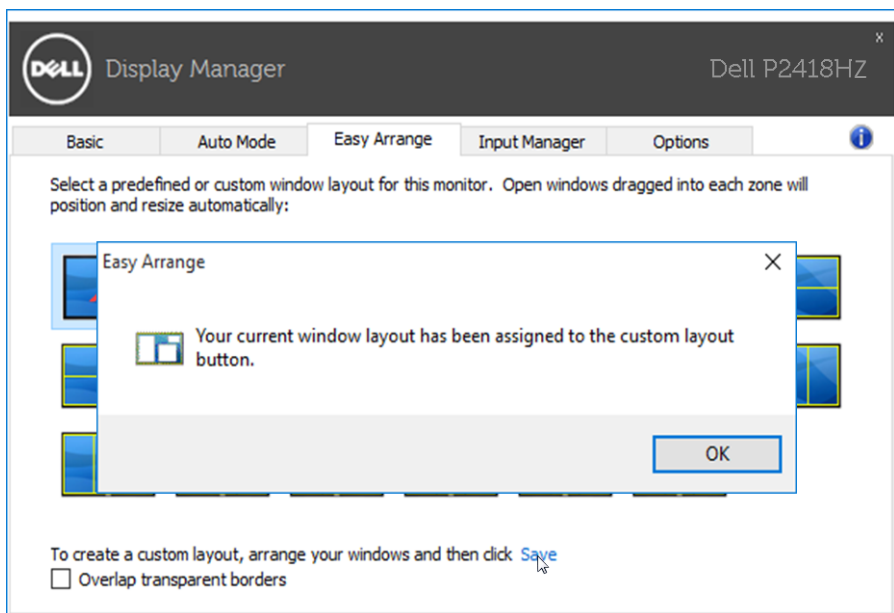 DELL Display Manager
x
Dell P2418HZ
Basic Auto Mode Easy Arrange Input Manager Options
i
Select a predefined or custom window layout for this monitor. Open windows dragged into each zone will
position and resize automatically:
Easy Arrange
Your current window layout has been assigned to the custom layout
button.
OK
To create a custom layout, arrange your windows and then click Save
Overlap transparent borders